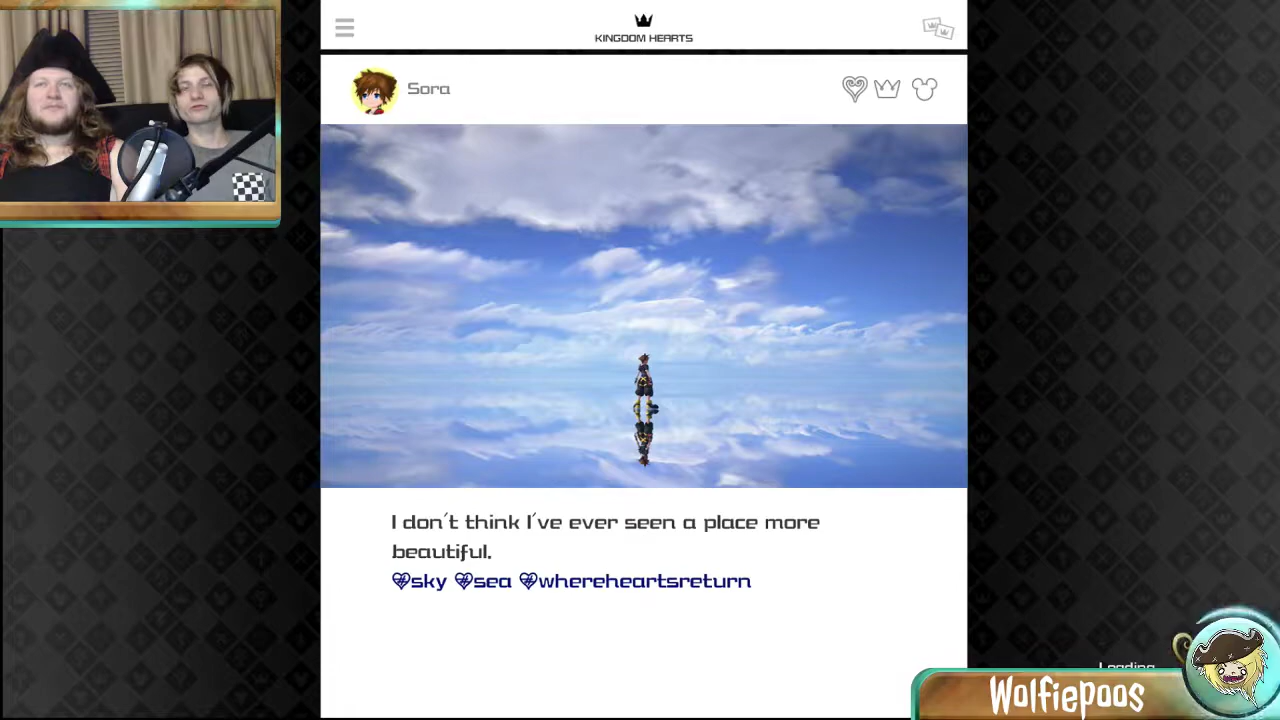 KINGDOM HEARTS
Sora
I don't think I've ever seen a place more
beautiful.
sky sea whereheartsreturn
Loading
Wolfiepoos